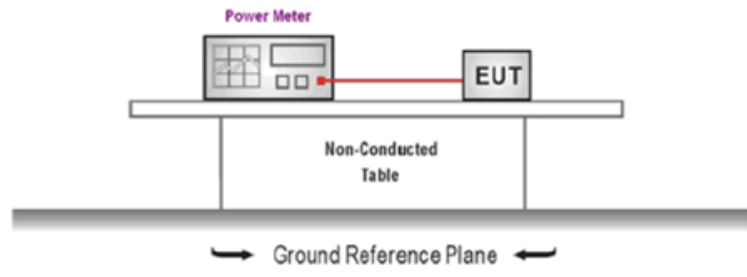 Power Meter
EUT
Non-Conducted
Table
Ground Reference Plane